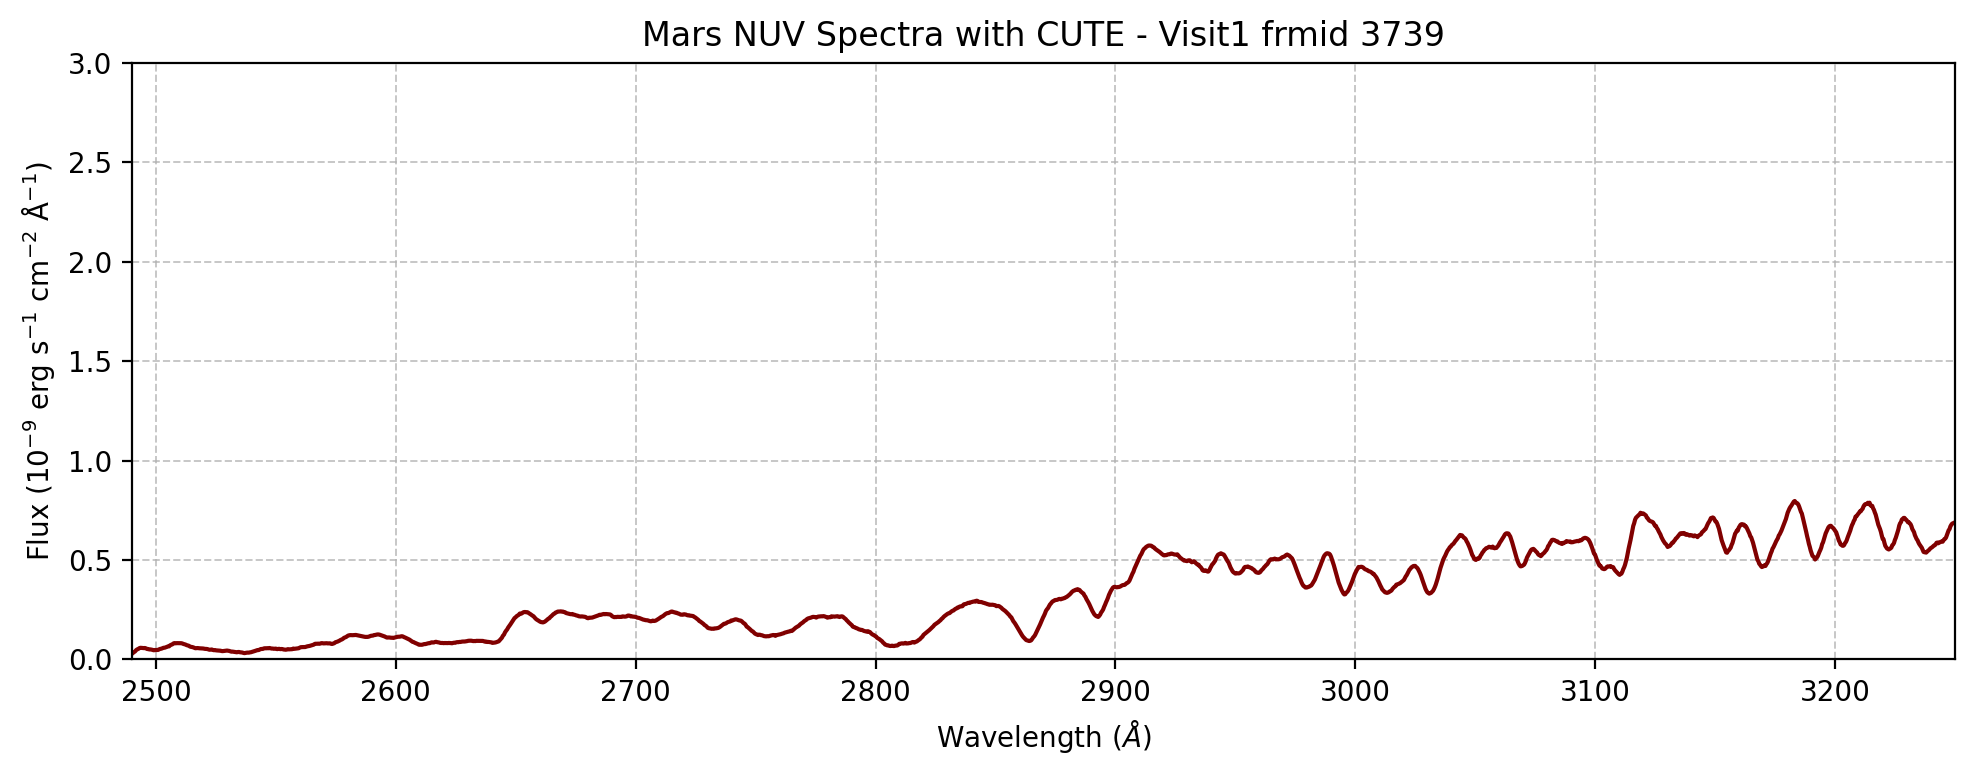 Mars NUV Spectra with CUTE - Visit1 frmid 3739
Flux (10⁻⁹ erg s⁻¹ cm⁻² Å⁻¹)
3.0
2.5
2.0
1.5
1.0
0.5
0.0
2500 2600 2700 2800 2900 3000 3100 3200
Wavelength (Å)